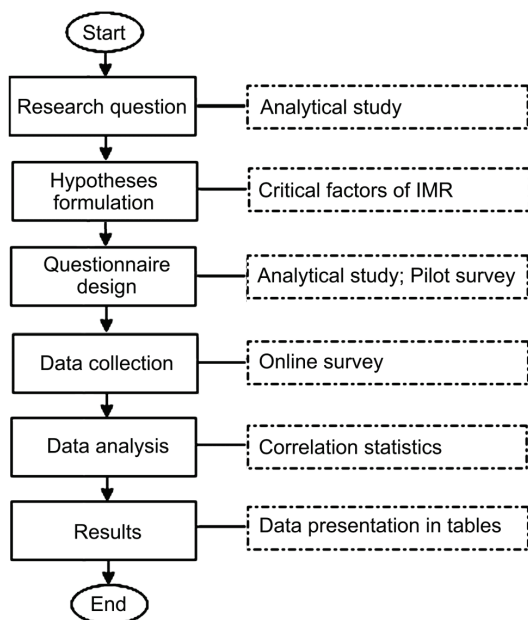 Start
Research question
Analytical study
Hypotheses
formulation
Critical factors of IMR
Questionnaire
design
Analytical study; Pilot survey
Data collection
Online survey
Data analysis
Correlation statistics
Results
Data presentation in tables
End